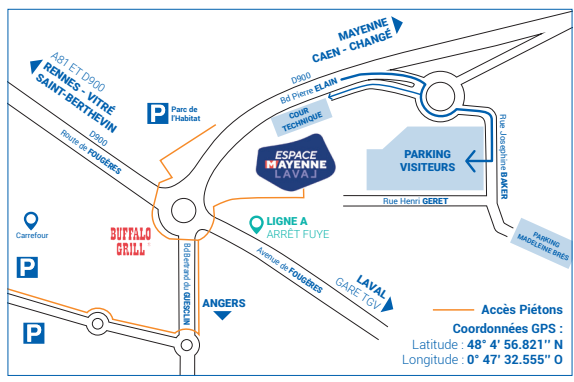 MAYENNE
CAEN - CHANGÉ
A81 ET D900
RENNES - VITRÉ
SAINT-BERTHEVIN
D900
Bd Pierre ELAIN
COUR
TECHNIQUE
P
Parc de
l'Habitat
D900
Route de FOUGÈRES
ESPACE
MAYENNE
LAVAL
PARKING
VISITEURS
Rue Josephine BAKER
Rue Henri GERET
PARKING
MADELEINE BRÈS
Carrefour
BUFFALO
GRILL
LIGNE A
ARRÊT FUYE
P
Bd Bertrand du GUESCLIN
Avenue de FOUGÈRES
ANGERS
LAVAL
GARE TGV
P
Accès Piétons
Coordonnées GPS :
Latitude : 48° 4' 56.821'' N
Longitude : 0° 47' 32.555'' O